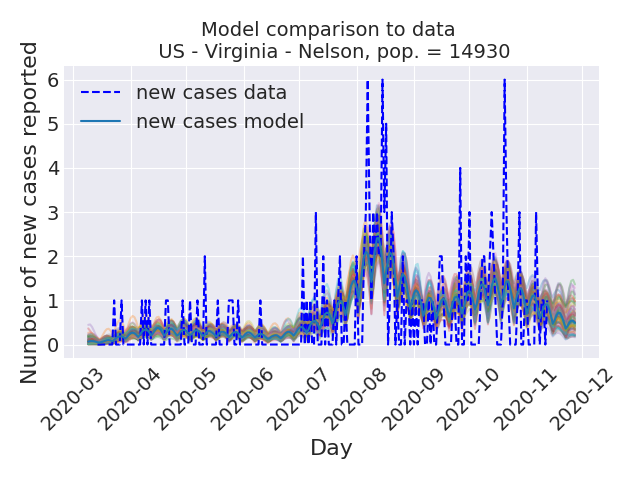 Model comparison to data
US - Virginia - Nelson, pop. = 14930
Number of new cases reported
6
5
4
3
2
1
0
new cases data
new cases model
2020-03
2020-04
2020-05
2020-06
2020-07
2020-08
2020-09
2020-10
2020-11
2020-12
Day